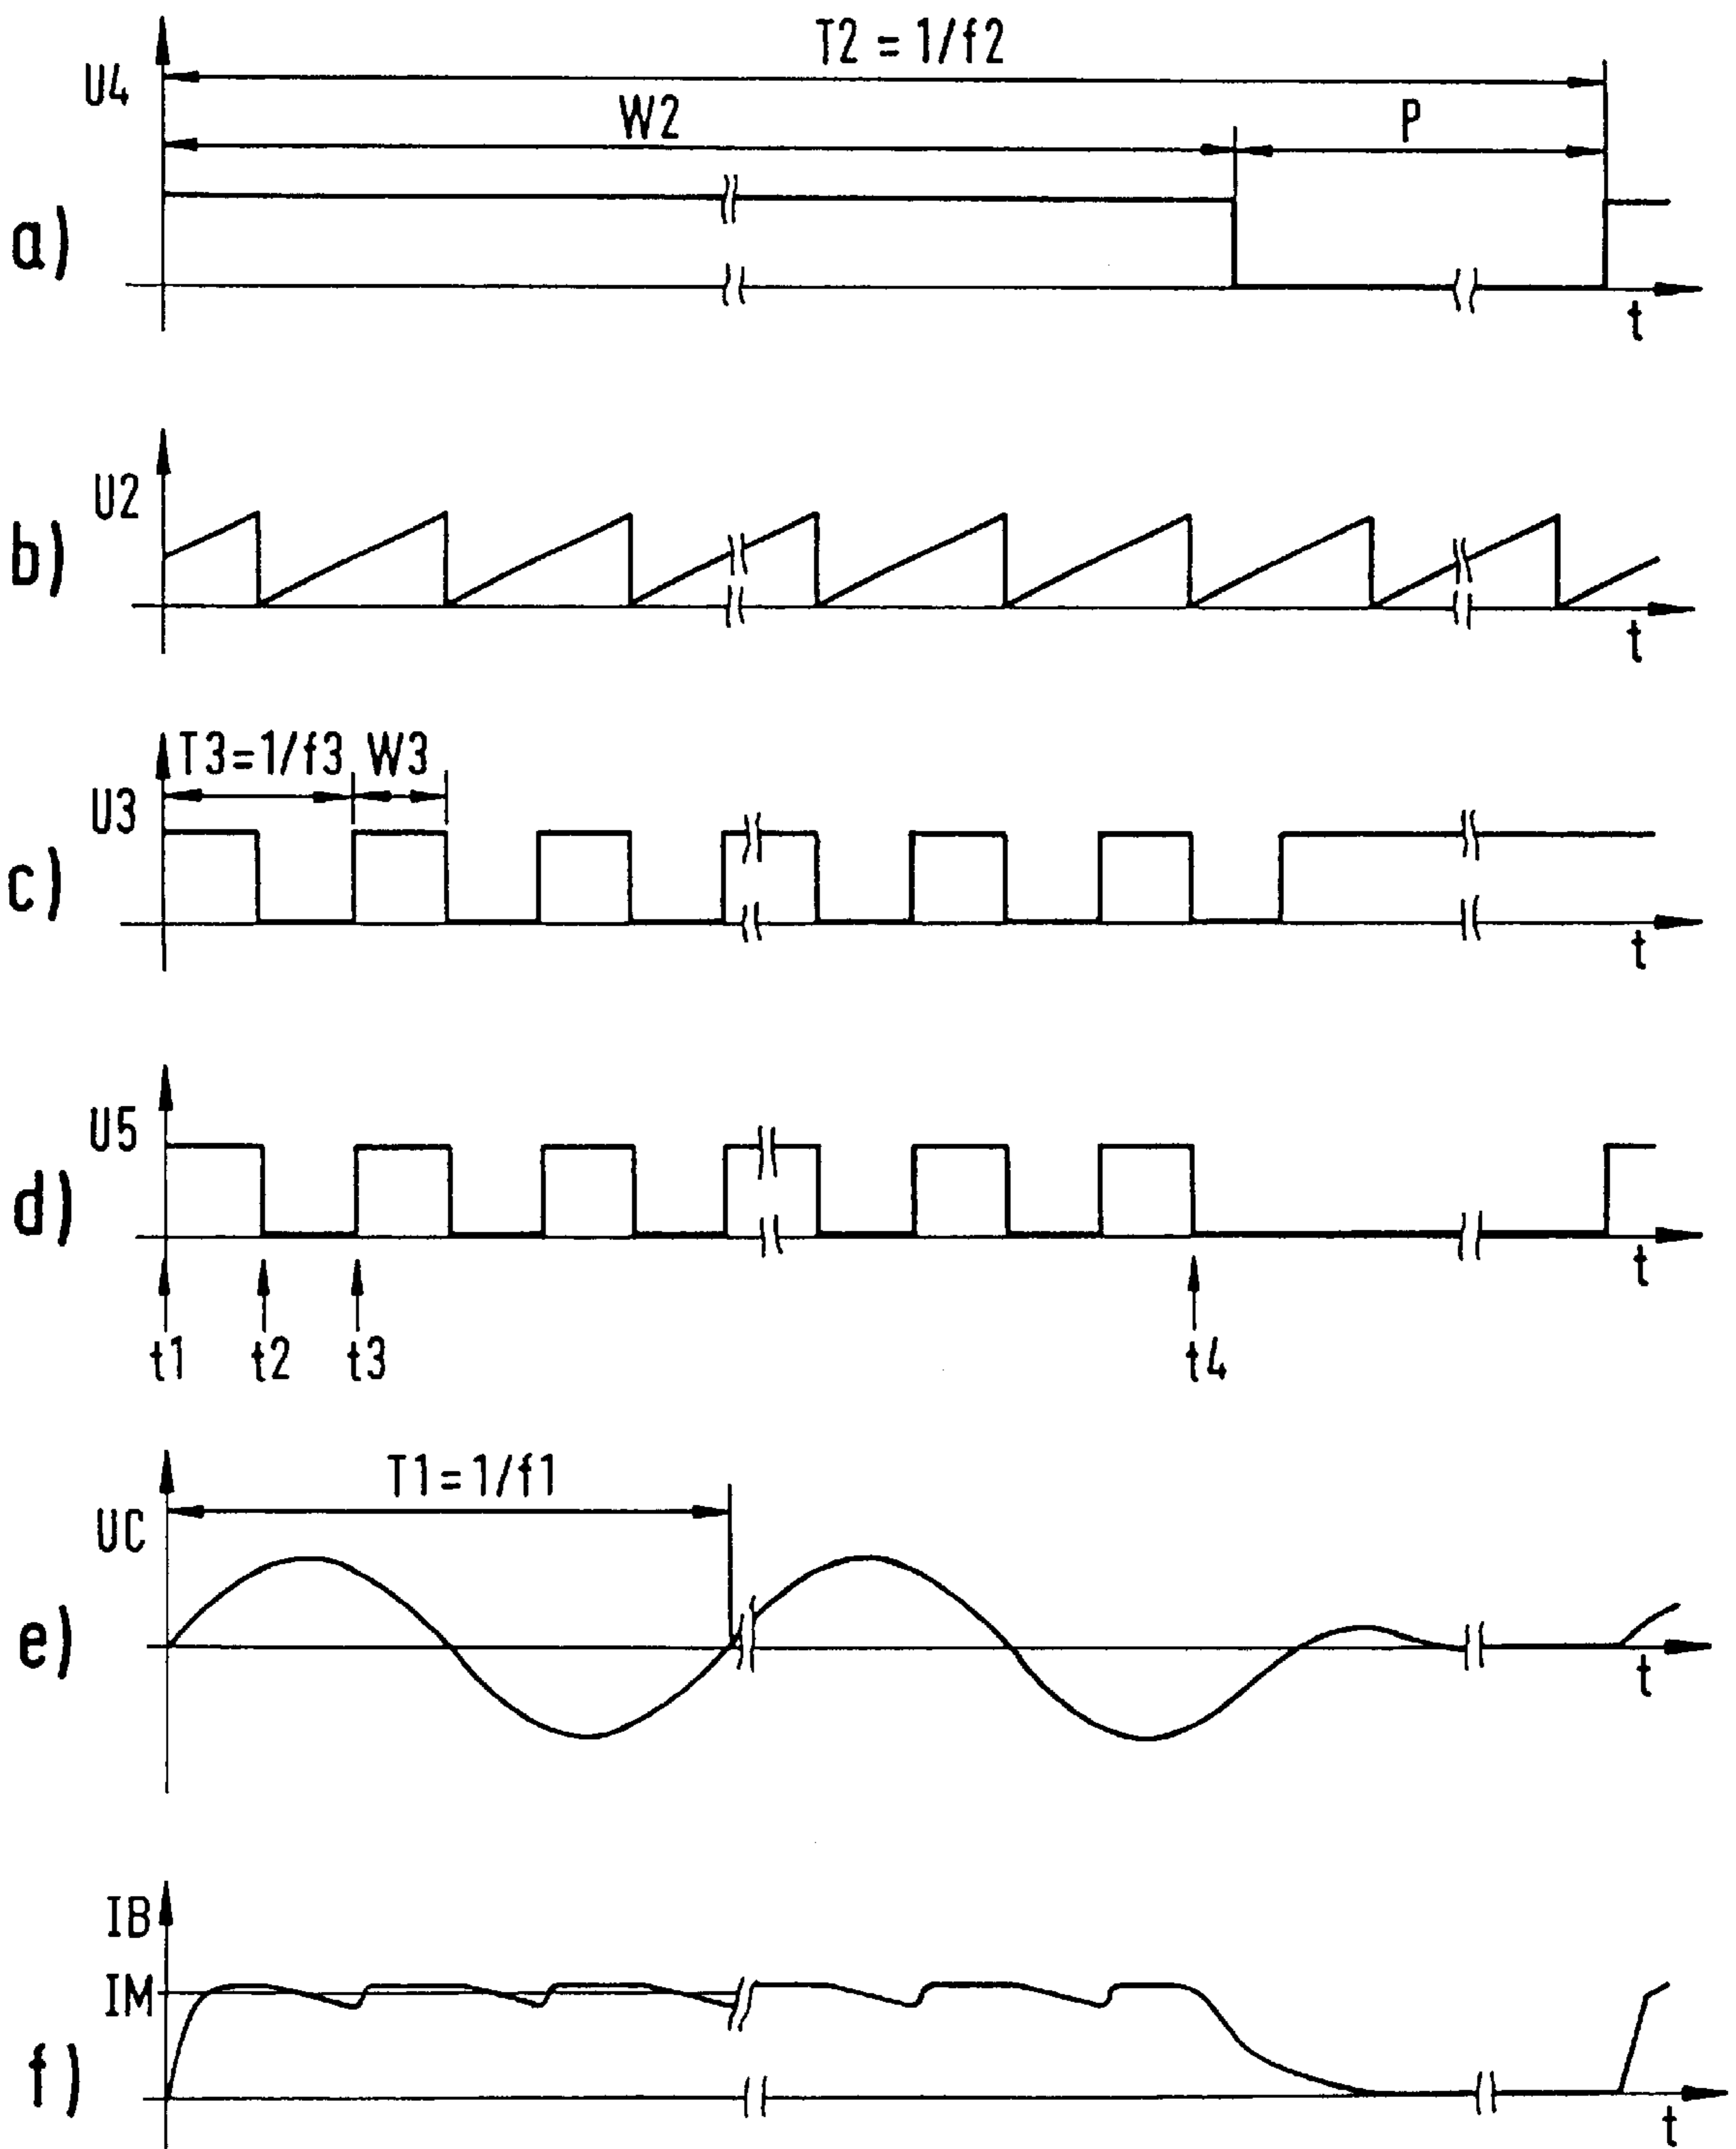 T2 = 1/f2
U4
W2
P
a)
t
U2
b)
t
T3=1/f3 W3
U3
c)
t
U5
d)
t
t1 t2 t3 t4
T1=1/f1
UC
e)
t
IB
IM
f)
t